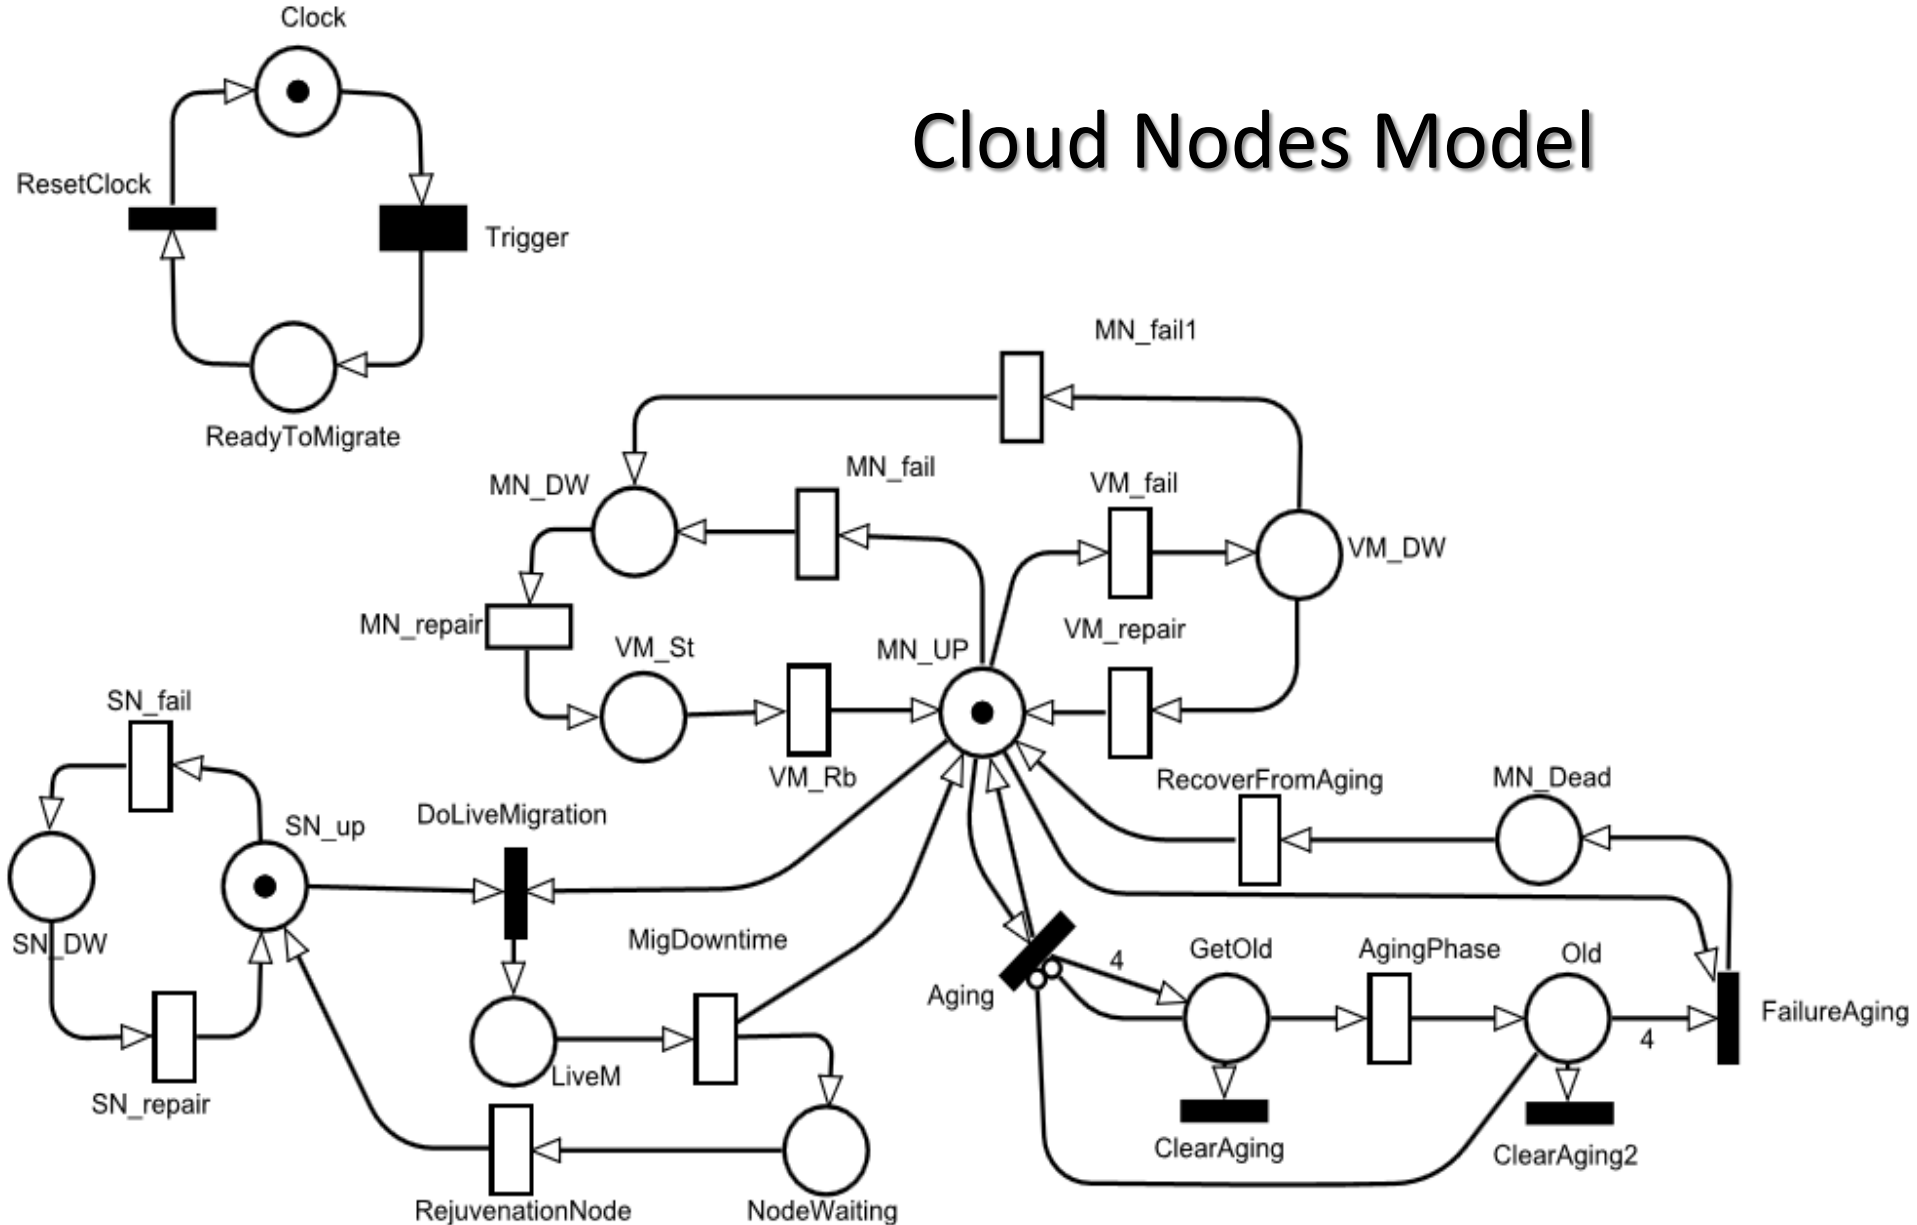 Clock
Cloud Nodes Model
ResetClock
Trigger
ReadyToMigrate
MN_fail1
MN_DW
MN_fail
VM_fail
VM_DW
MN_repair
VM_St
MN_UP
VM_repair
SN_fail
VM_Rb
RecoverFromAging
MN_Dead
DoLiveMigration
SN_up
SN_DW
MigDowntime
Aging
4
GetOld
AgingPhase
Old
4
FailureAging
LiveM
SN_repair
ClearAging
ClearAging2
RejuvenationNode
NodeWaiting